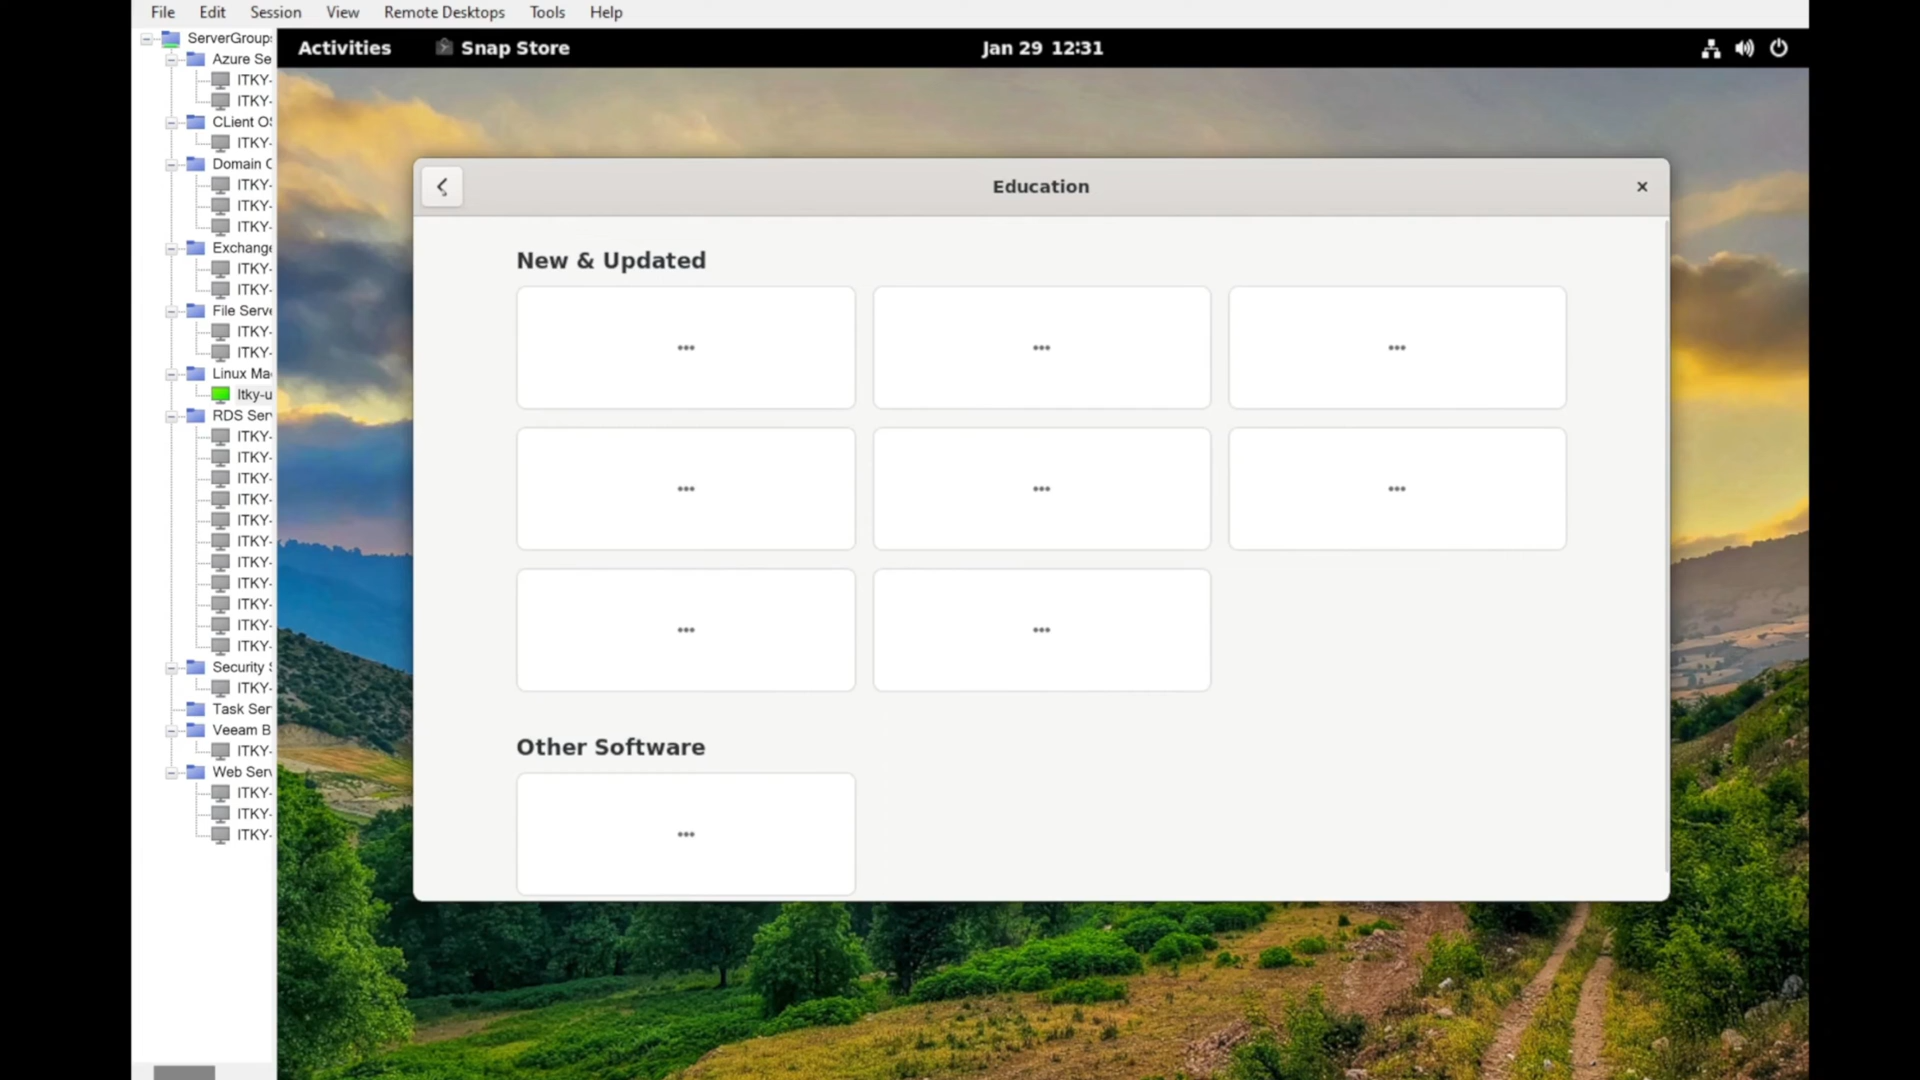 File Edit Session View Remote Desktops Tools Help
ServerGroup
Azure Se
ITKY-
ITKY-
CLient OS
ITKY-
Domain C
ITKY-
ITKY-
ITKY-
Exchange
ITKY-
ITKY-
File Serve
ITKY-
ITKY-
Linux Ma
Itky-u
RDS Serv
ITKY-
ITKY-
ITKY-
ITKY-
ITKY-
ITKY-
ITKY-
ITKY-
ITKY-
ITKY-
ITKY-
Security S
ITKY-
Task Ser
Veeam B
ITKY-
Web Serv
ITKY-
ITKY-
ITKY-
Activities Snap Store Jan 29 12:31
Education
New & Updated
Other Software